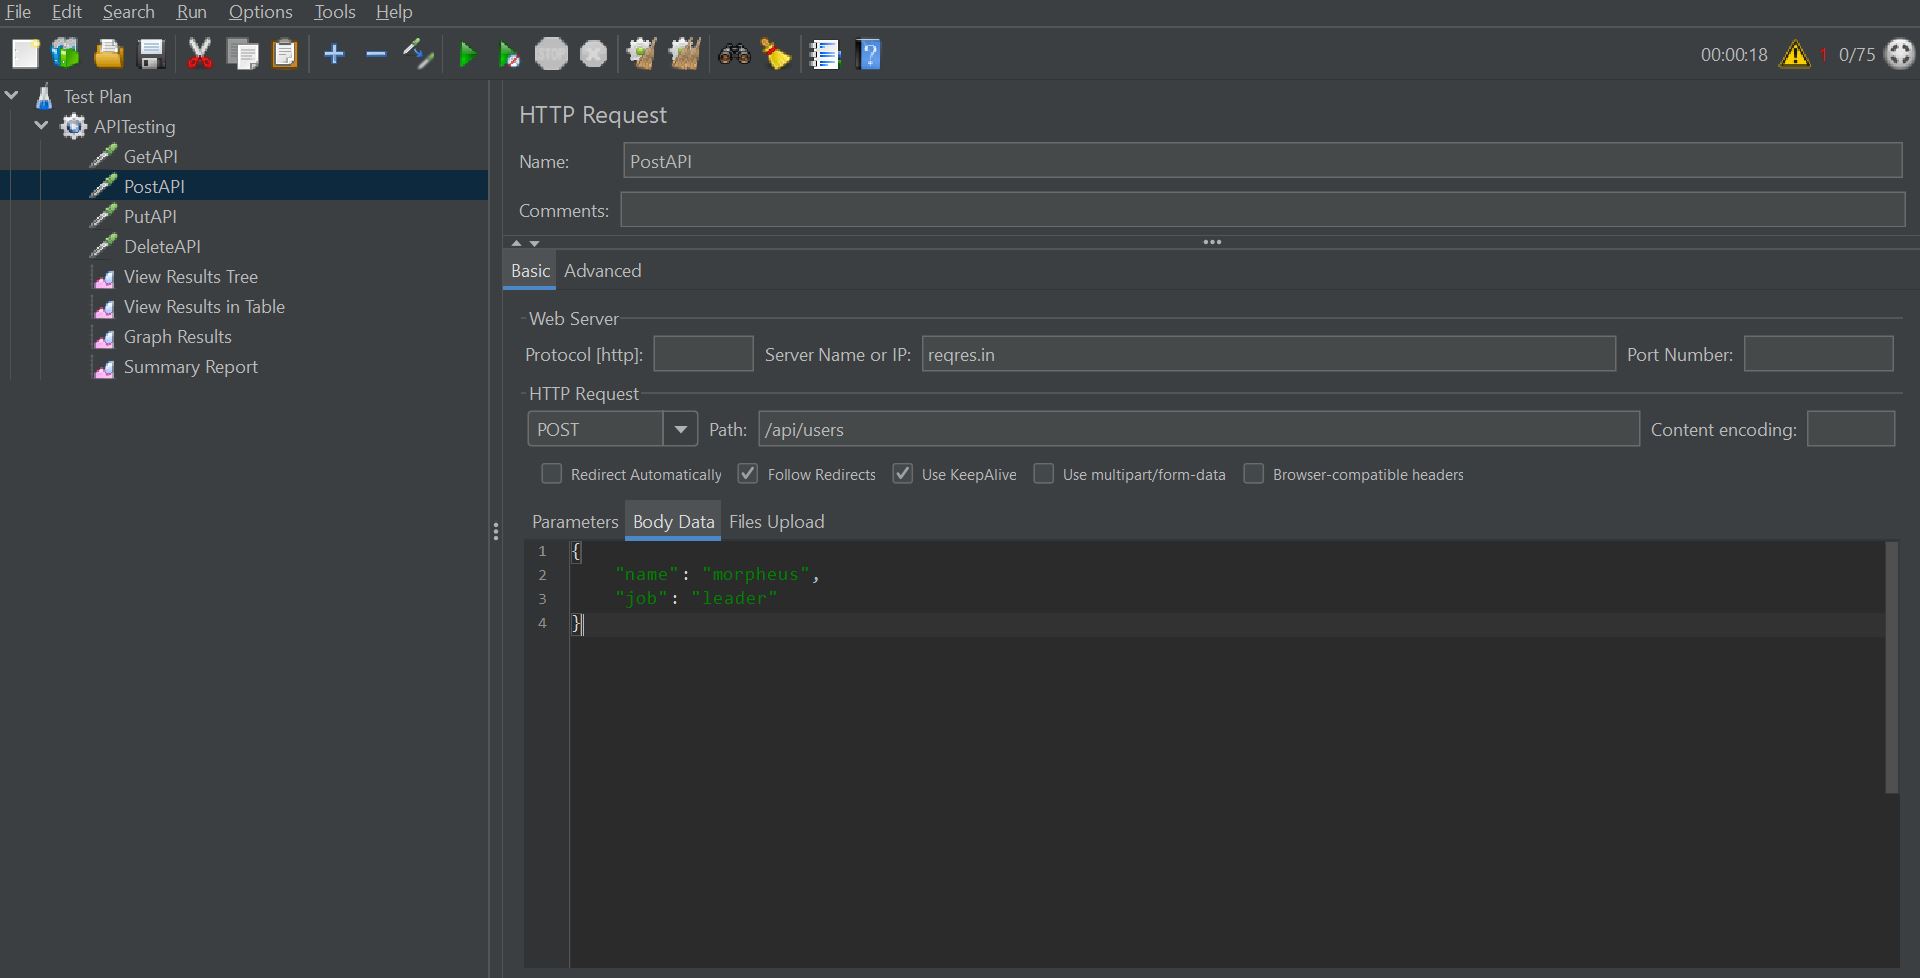 File Edit Search Run Options Tools Help
STOP
?
00:00:18 1 0/75
Test Plan
APITesting
GetAPI
PostAPI
PutAPI
DeleteAPI
View Results Tree
View Results in Table
Graph Results
Summary Report
HTTP Request
Name: PostAPI
Comments:
Basic Advanced
Web Server
Protocol [http]: Server Name or IP: reqres.in Port Number:
HTTP Request
POST Path: /api/users Content encoding:
Redirect Automatically Follow Redirects Use KeepAlive Use multipart/form-data Browser-compatible headers
Parameters Body Data Files Upload
1 {
2 "name": "morpheus",
3 "job": "leader"
4 }